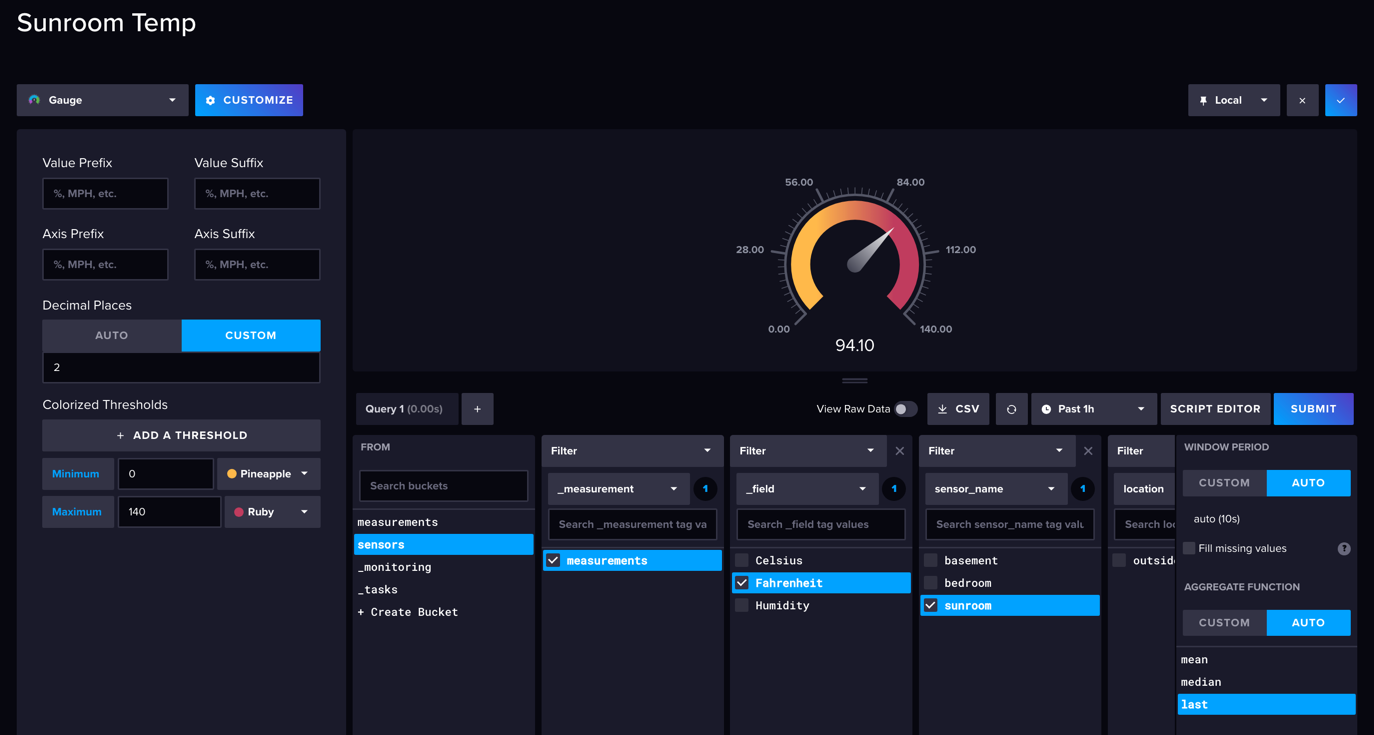 Sunroom Temp
Gauge
CUSTOMIZE
Local
Value Prefix
Value Suffix
%, MPH, etc.
%, MPH, etc.
Axis Prefix
Axis Suffix
%, MPH, etc.
%, MPH, etc.
Decimal Places
AUTO
CUSTOM
2
Colorized Thresholds
+ ADD A THRESHOLD
Minimum
0
Pineapple
Maximum
140
Ruby
56.00
84.00
28.00
112.00
0.00
140.00
94.10
Query 1 (0.00s)
+
View Raw Data
CSV
Past 1h
SCRIPT EDITOR
SUBMIT
FROM
Search buckets
measurements
sensors
_monitoring
_tasks
+ Create Bucket
Filter
_measurement
1
Search _measurement tag va
measurements
Filter
_field
1
Search _field tag values
Celsius
Fahrenheit
Humidity
Filter
sensor_name
1
Search sensor_name tag valu
basement
bedroom
sunroom
Filter
location
Search loc
outside
WINDOW PERIOD
CUSTOM
AUTO
auto (10s)
Fill missing values
?
AGGREGATE FUNCTION
CUSTOM
AUTO
mean
median
last